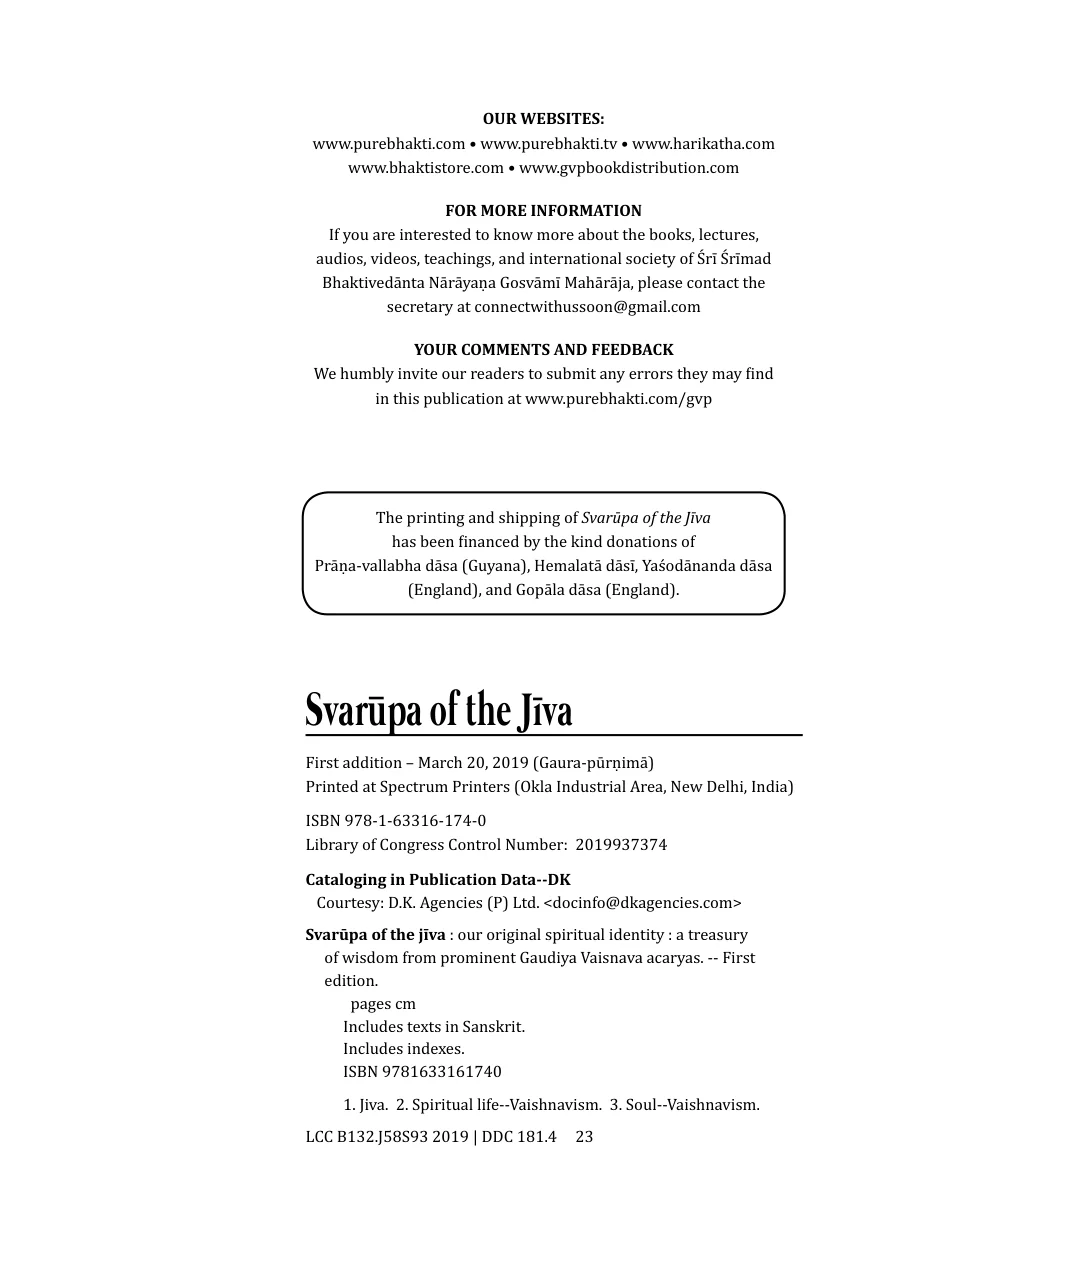 OUR WEBSITES:
www.purebhakti.com • www.purebhakti.tv • www.harikatha.com
www.bhaktistore.com • www.gvpbookdistribution.com
FOR MORE INFORMATION
If you are interested to know more about the books, lectures,
audios, videos, teachings, and international society of Śrī Śrīmad
Bhaktivedānta Nārāyaṇa Gosvāmī Mahārāja, please contact the
secretary at connectwithussoon@gmail.com
YOUR COMMENTS AND FEEDBACK
We humbly invite our readers to submit any errors they may find
in this publication at www.purebhakti.com/gvp
The printing and shipping of Svarūpa of the Jīva
has been financed by the kind donations of
Prāṇa-vallabha dāsa (Guyana), Hemalatā dāsī, Yaśodānanda dāsa
(England), and Gopāla dāsa (England).
Svarūpa of the Jīva
First addition – March 20, 2019 (Gaura-pūrṇimā)
Printed at Spectrum Printers (Okla Industrial Area, New Delhi, India)
ISBN 978-1-63316-174-0
Library of Congress Control Number:  2019937374
Cataloging in Publication Data--DK
Courtesy: D.K. Agencies (P) Ltd. <docinfo@dkagencies.com>
Svarūpa of the jīva : our original spiritual identity : a treasury
of wisdom from prominent Gaudiya Vaisnava acaryas. -- First
edition.
pages cm
Includes texts in Sanskrit.
Includes indexes.
ISBN 9781633161740
1. Jiva.  2. Spiritual life--Vaishnavism.  3. Soul--Vaishnavism.
LCC B132.J58S93 2019 | DDC 181.4    23